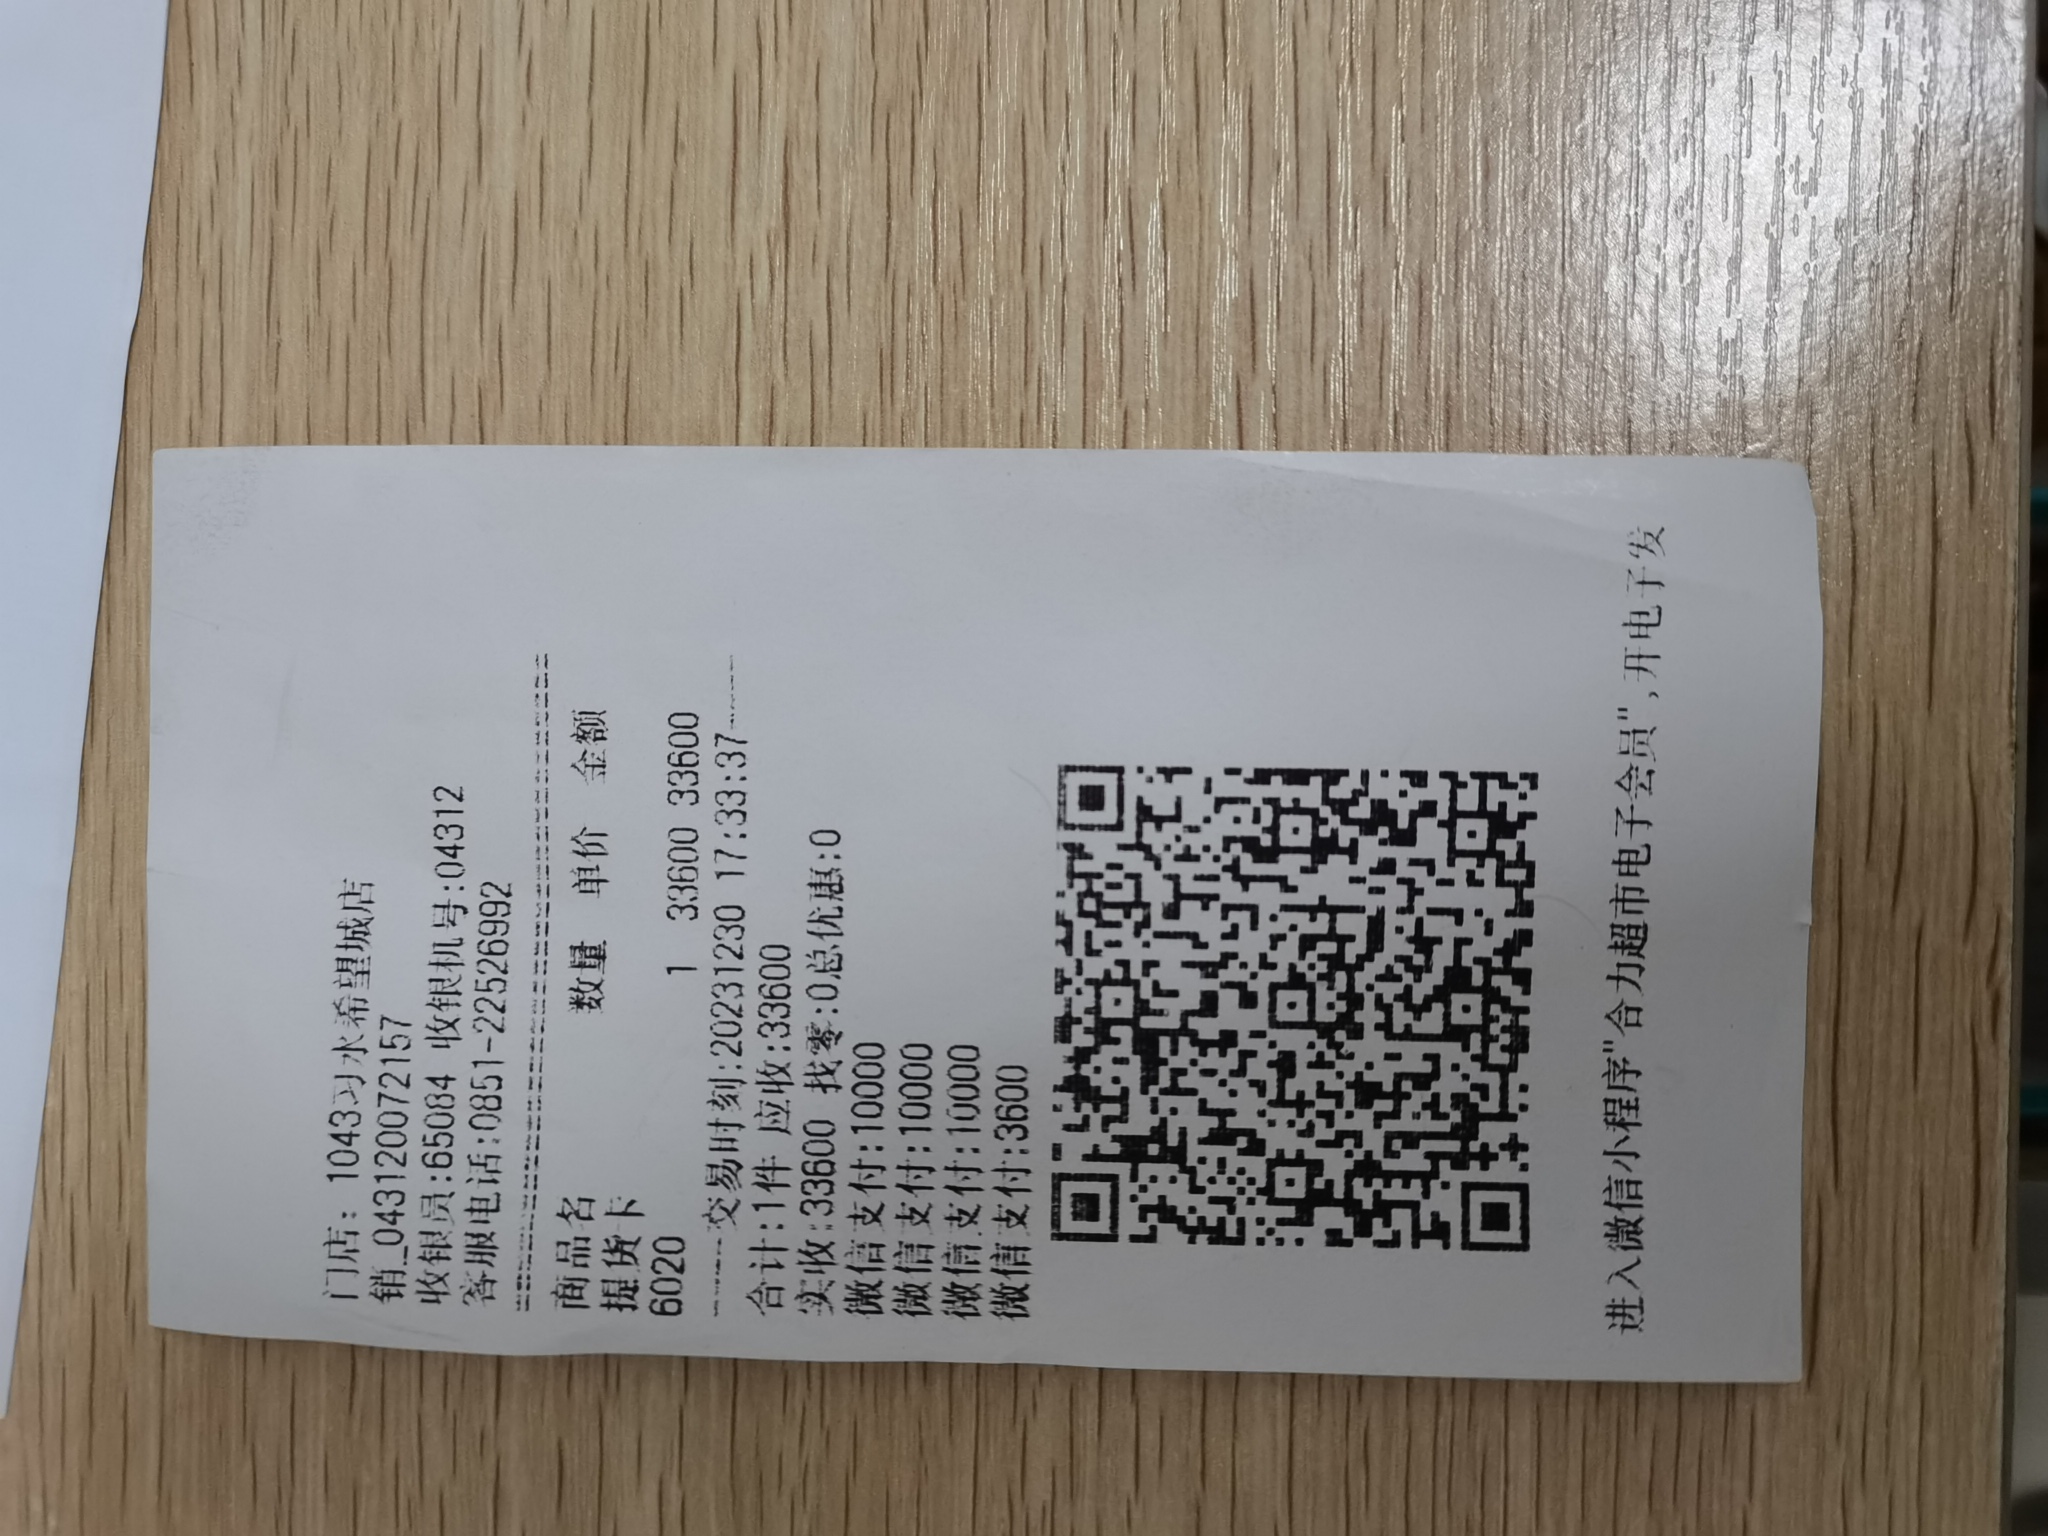 门店: 1043习水希望城店
销_043120072157
收银员:65084 收银机号:04312
客服电话:0851-22526992
商品名 数量 单价 金额
提货卡
6020 1 33600 33600
交易时刻:20231230 17:33:37
合计:1件 应收:33600
实收:33600 找零:0总优惠:0
微信支付:10000
微信支付:10000
微信支付:10000
微信支付:3600
进入微信小程序"合力超市电子会员",开电子发